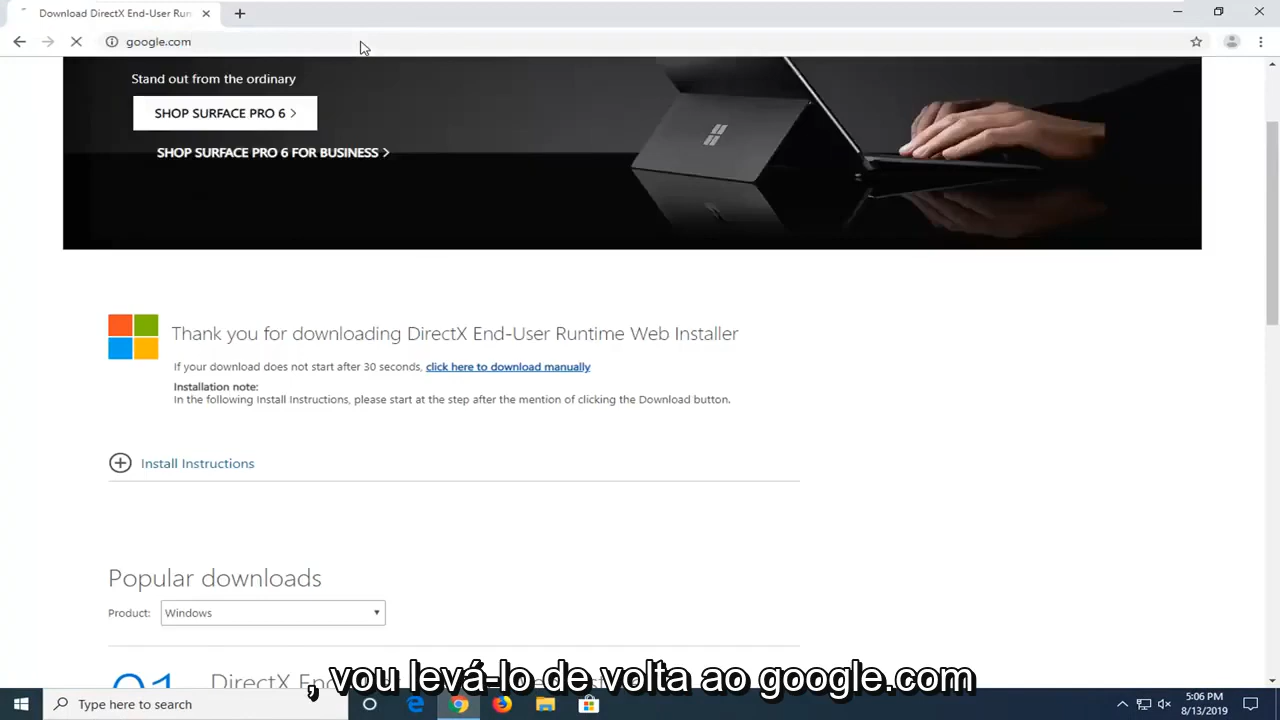 Download DirectX End-User Run
google.com
Stand out from the ordinary
SHOP SURFACE PRO 6 >
SHOP SURFACE PRO 6 FOR BUSINESS >
Thank you for downloading DirectX End-User Runtime Web Installer
If your download does not start after 30 seconds, click here to download manually
Installation note:
In the following Install Instructions, please start at the step after the mention of clicking the Download button.
Install Instructions
Popular downloads
Product: Windows
01 DirectX En
, vou levá-lo de volta ao google.com
Type here to search
5:06 PM
8/13/2019